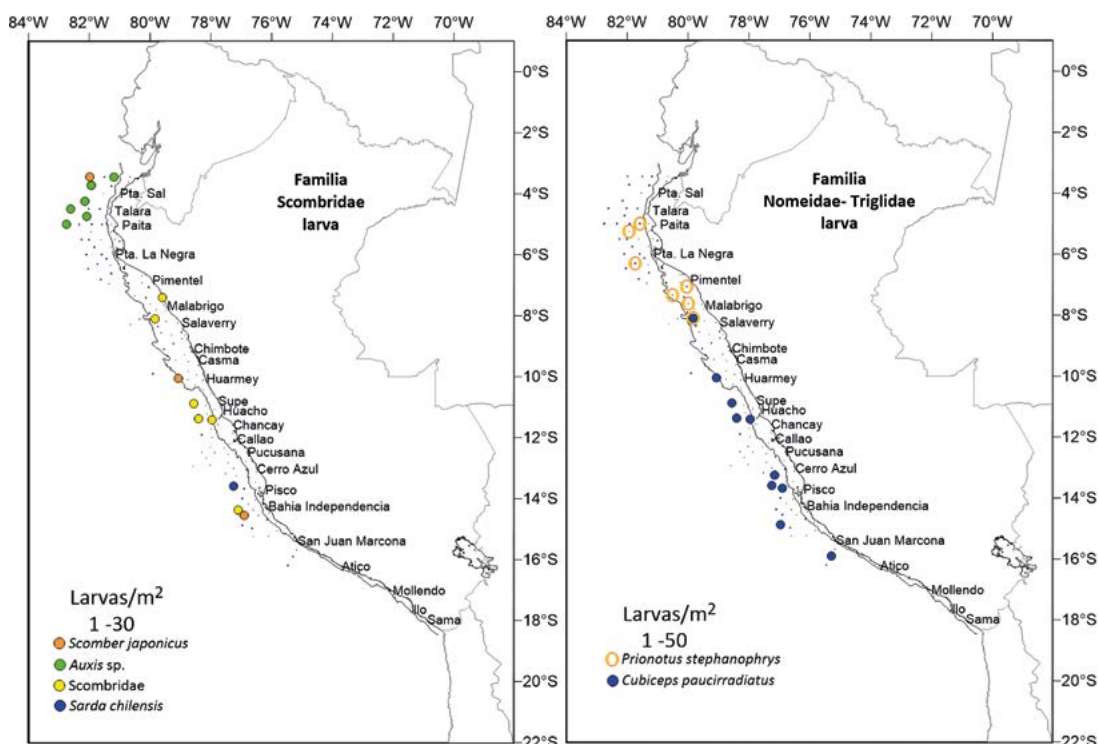 84°W 82°W 80°W 78°W 76°W 74°W 72°W 70°W
0°S
2°S
4°S
6°S
8°S
10°S
12°S
14°S
16°S
18°S
20°S
22°S
Familia
Scombridae
larva
Pta. Sal
Talara
Paita
Pta. La Negra
Pimentel
Malabrigo
Salaverry
Chimbote
Casma
Huarmey
Supe
Huacho
Chancay
Callao
Pucusana
Cerro Azul
Pisco
Bahia Independencia
San Juan Marcona
Atico
Mollendo
Ilo
Sama
Larvas/m²
1 -30
Scomber japonicus
Auxis sp.
Scombridae
Sarda chilensis
84°W 82°W 80°W 78°W 76°W 74°W 72°W 70°W
0°S
2°S
4°S
6°S
8°S
10°S
12°S
14°S
16°S
18°S
20°S
22°S
Familia
Nomeidae- Triglidae
larva
Pta. Sal
Talara
Paita
Pta. La Negra
Pimentel
Malabrigo
Salaverry
Chimbote
Casma
Huarmey
Supe
Huacho
Chancay
Callao
Pucusana
Cerro Azul
Pisco
Bahia Independencia
San Juan Marcona
Atico
Mollendo
Ilo
Sama
Larvas/m²
1 -50
Prionotus stephanophrys
Cubiceps paucirradiatus